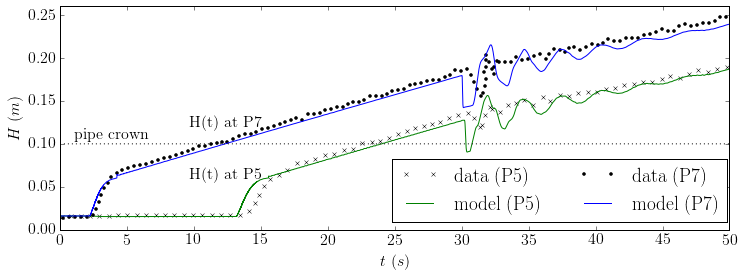 0.25
0.20
0.15
0.10
0.05
0.00
H (m)
H(t) at P7
pipe crown
H(t) at P5
data (P5) data (P7)
model (P5) model (P7)
0 5 10 15 20 25 30 35 40 45 50
t (s)